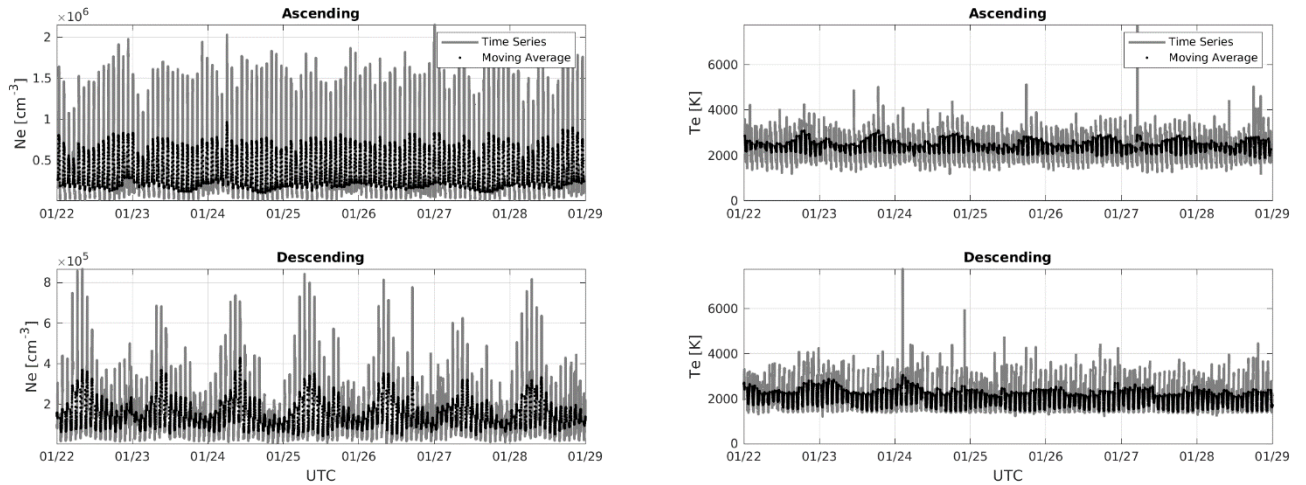 Ascending
×10⁶
2
1.5
1
0.5
Ne [cm⁻³]
Time Series
Moving Average
01/22 01/23 01/24 01/25 01/26 01/27 01/28 01/29
Ascending
6000
4000
2000
0
Te [K]
Time Series
Moving Average
01/22 01/23 01/24 01/25 01/26 01/27 01/28 01/29
Descending
×10⁵
8
6
4
2
Ne [cm⁻³]
01/22 01/23 01/24 01/25 01/26 01/27 01/28 01/29
UTC
Descending
6000
4000
2000
0
Te [K]
01/22 01/23 01/24 01/25 01/26 01/27 01/28 01/29
UTC